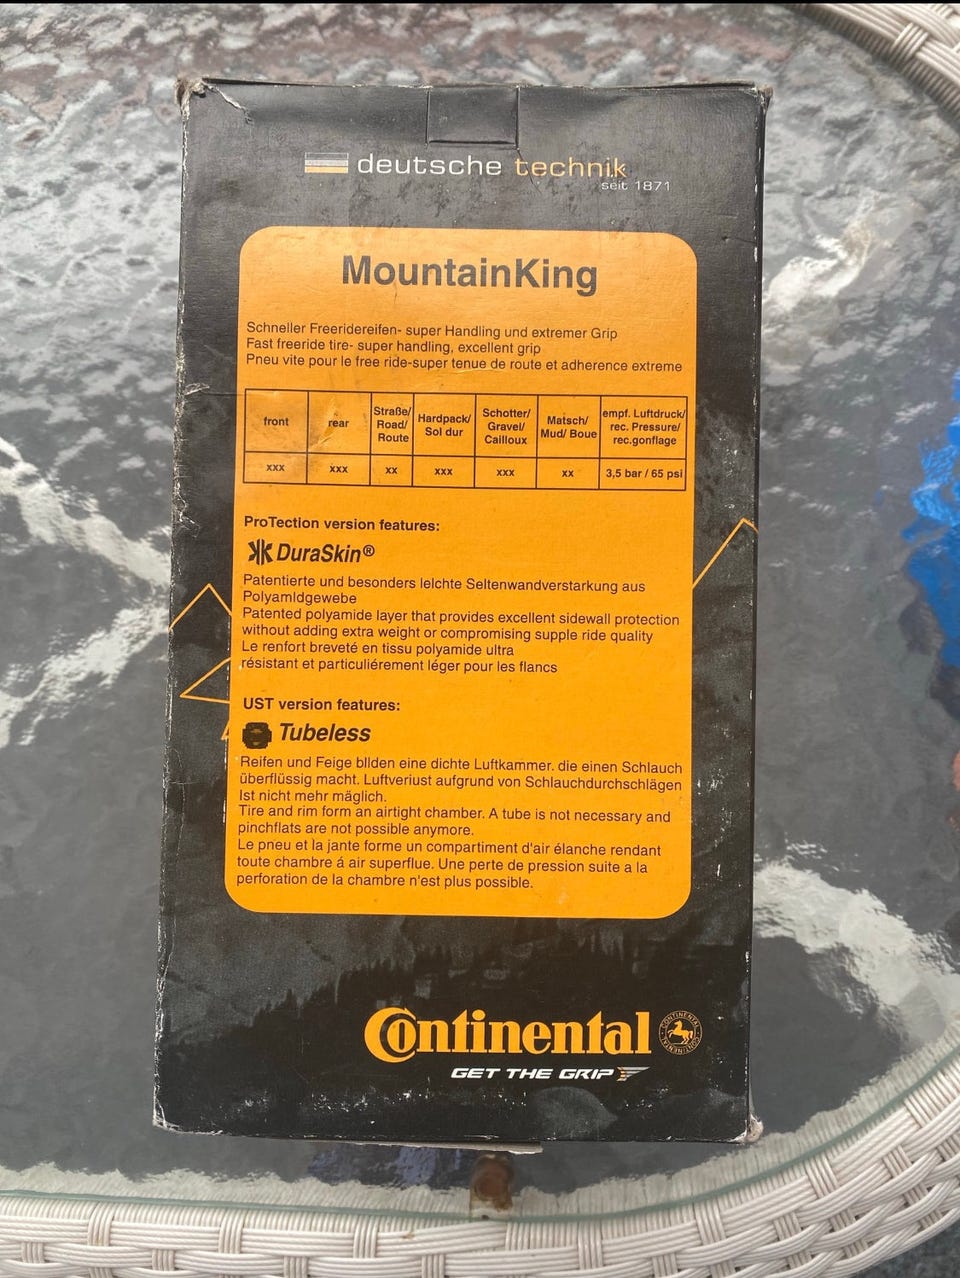 deutsche technik
seit 1871
MountainKing
Schneller Freeridereifen- super Handling und extremer Grip
Fast freeride tire- super handling, excellent grip
Pneu vite pour le free ride-super tenue de route et adherence extreme
front rear Straße/ Road/ Route Hardpack/ Sol dur Schotter/ Gravel/ Cailloux Matsch/ Mud/ Boue empf. Luftdruck/ rec. Pressure/ rec.gonflage
xxx xxx xx xxx xxx xx 3,5 bar / 65 psi
ProTection version features:
DuraSkin®
Patentierte und besonders lelchte Seltenwandverstarkung aus
Polyamldgewebe
Patented polyamide layer that provides excellent sidewall protection
without adding extra weight or compromising supple ride quality
Le renfort breveté en tissu polyamide ultra
résistant et particuliérement léger pour les flancs
UST version features:
Tubeless
Reifen und Feige bllden eine dichte Luftkammer. die einen Schlauch
überflüssig macht. Luftveriust aufgrund von Schlauchdurchschlägen
Ist nicht mehr mäglich.
Tire and rim form an airtight chamber. A tube is not necessary and
pinchflats are not possible anymore.
Le pneu et la jante forme un compartiment d'air élanche rendant
toute chambre á air superflue. Une perte de pression suite a la
perforation de la chambre n'est plus possible.
Continental
CONTINENTAL CONTINENTAL
GET THE GRIP